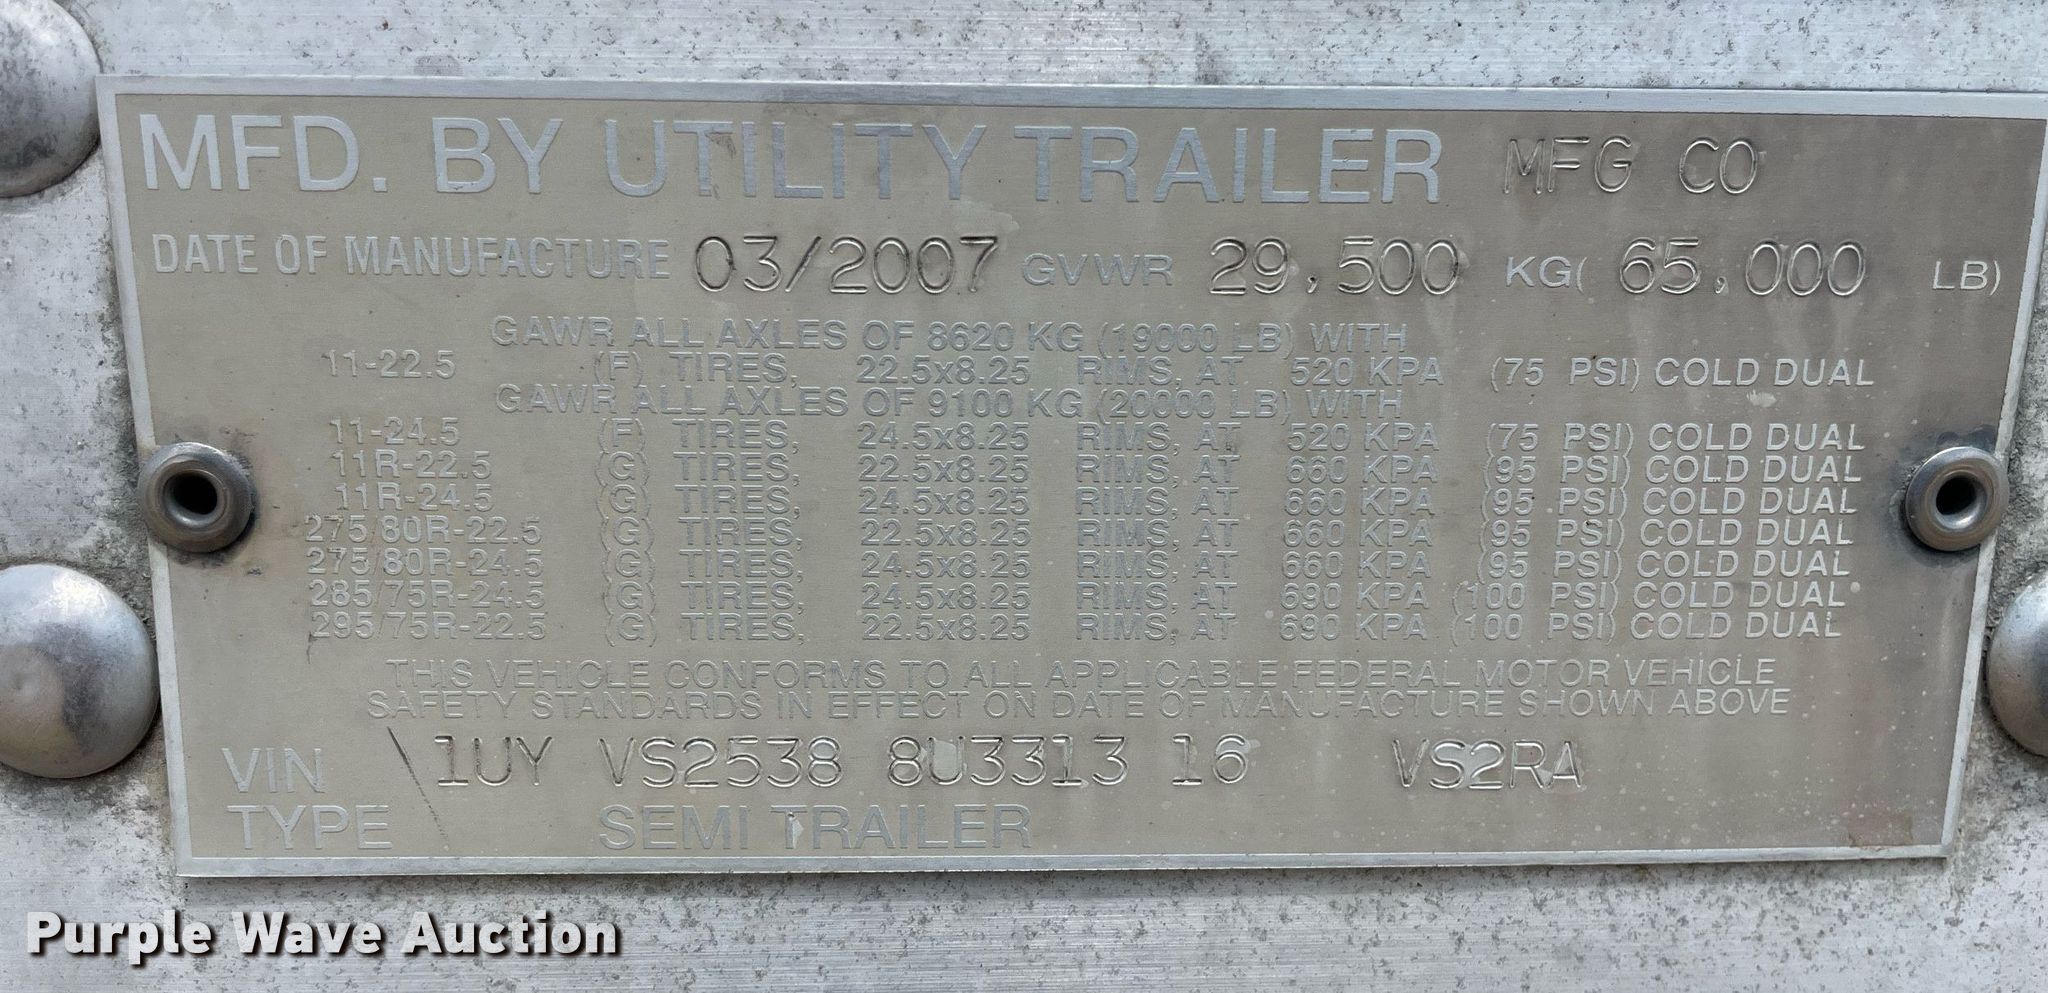 MFD. BY UTILITY TRAILER MFG CO
DATE OF MANUFACTURE 03/2007 GVWR 29,500 KG( 65,000 LB)
GAWR ALL AXLES OF 8620 KG (19000 LB) WITH
11-22.5 (F) TIRES, 22.5x8.25 RIMS, AT 520 KPA (75 PSI) COLD DUAL
GAWR ALL AXLES OF 9100 KG (20000 LB) WITH
11-24.5 (F) TIRES, 24.5x8.25 RIMS, AT 520 KPA (75 PSI) COLD DUAL
11R-22.5 (G) TIRES, 22.5x8.25 RIMS, AT 660 KPA (95 PSI) COLD DUAL
11R-24.5 (G) TIRES, 24.5x8.25 RIMS, AT 660 KPA (95 PSI) COLD DUAL
275/80R-22.5 (G) TIRES, 22.5x8.25 RIMS, AT 660 KPA (95 PSI) COLD DUAL
275/80R-24.5 (G) TIRES, 24.5x8.25 RIMS, AT 660 KPA (95 PSI) COLD DUAL
285/75R-24.5 (G) TIRES, 24.5x8.25 RIMS, AT 690 KPA (100 PSI) COLD DUAL
295/75R-22.5 (G) TIRES, 22.5x8.25 RIMS, AT 690 KPA (100 PSI) COLD DUAL
THIS VEHICLE CONFORMS TO ALL APPLICABLE FEDERAL MOTOR VEHICLE
SAFETY STANDARDS IN EFFECT ON DATE OF MANUFACTURE SHOWN ABOVE
VIN 1UY VS2538 8U3313 16 VS2RA
TYPE SEMI TRAILER
Purple Wave Auction